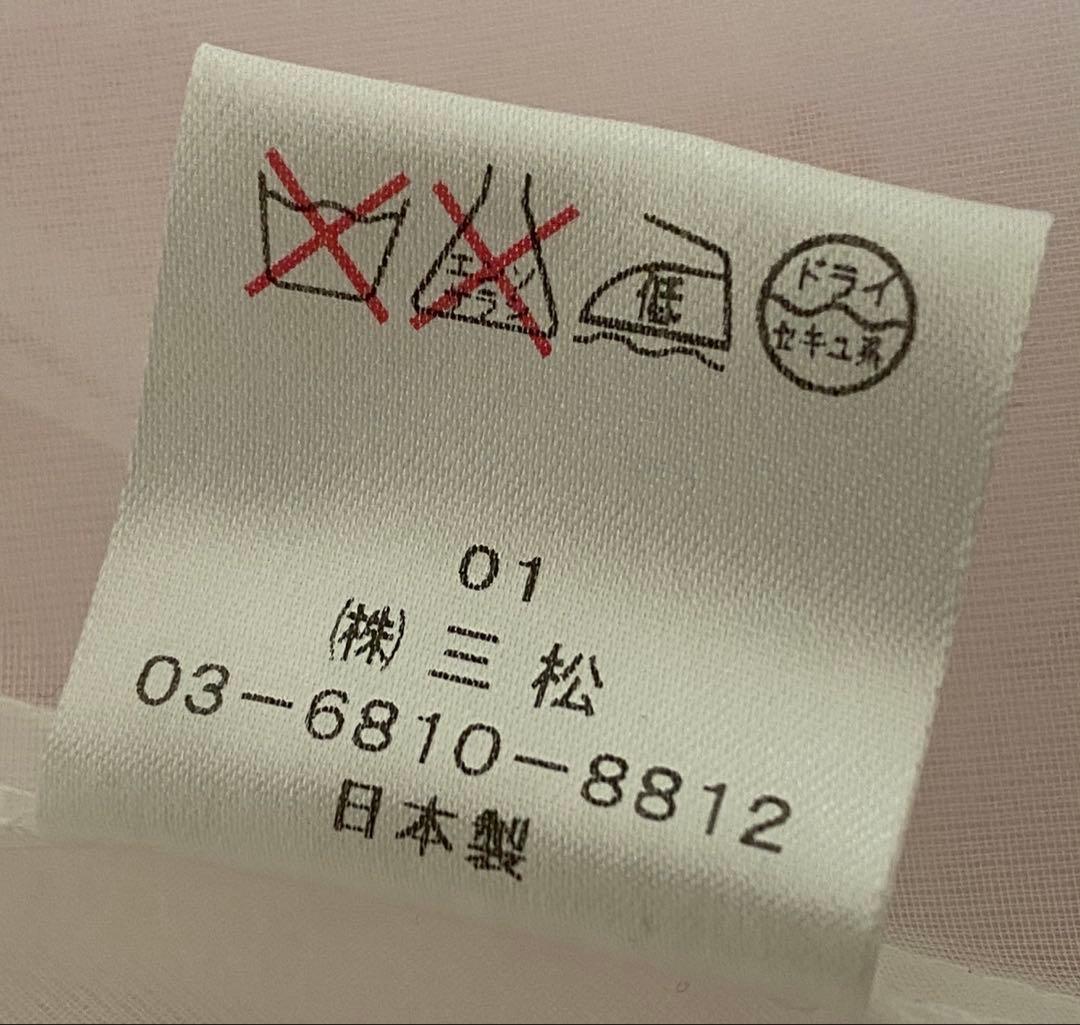 エンソ
サラシ
低
ドライ
セキユ系
01
㈱三松
03-6810-8812
日本製